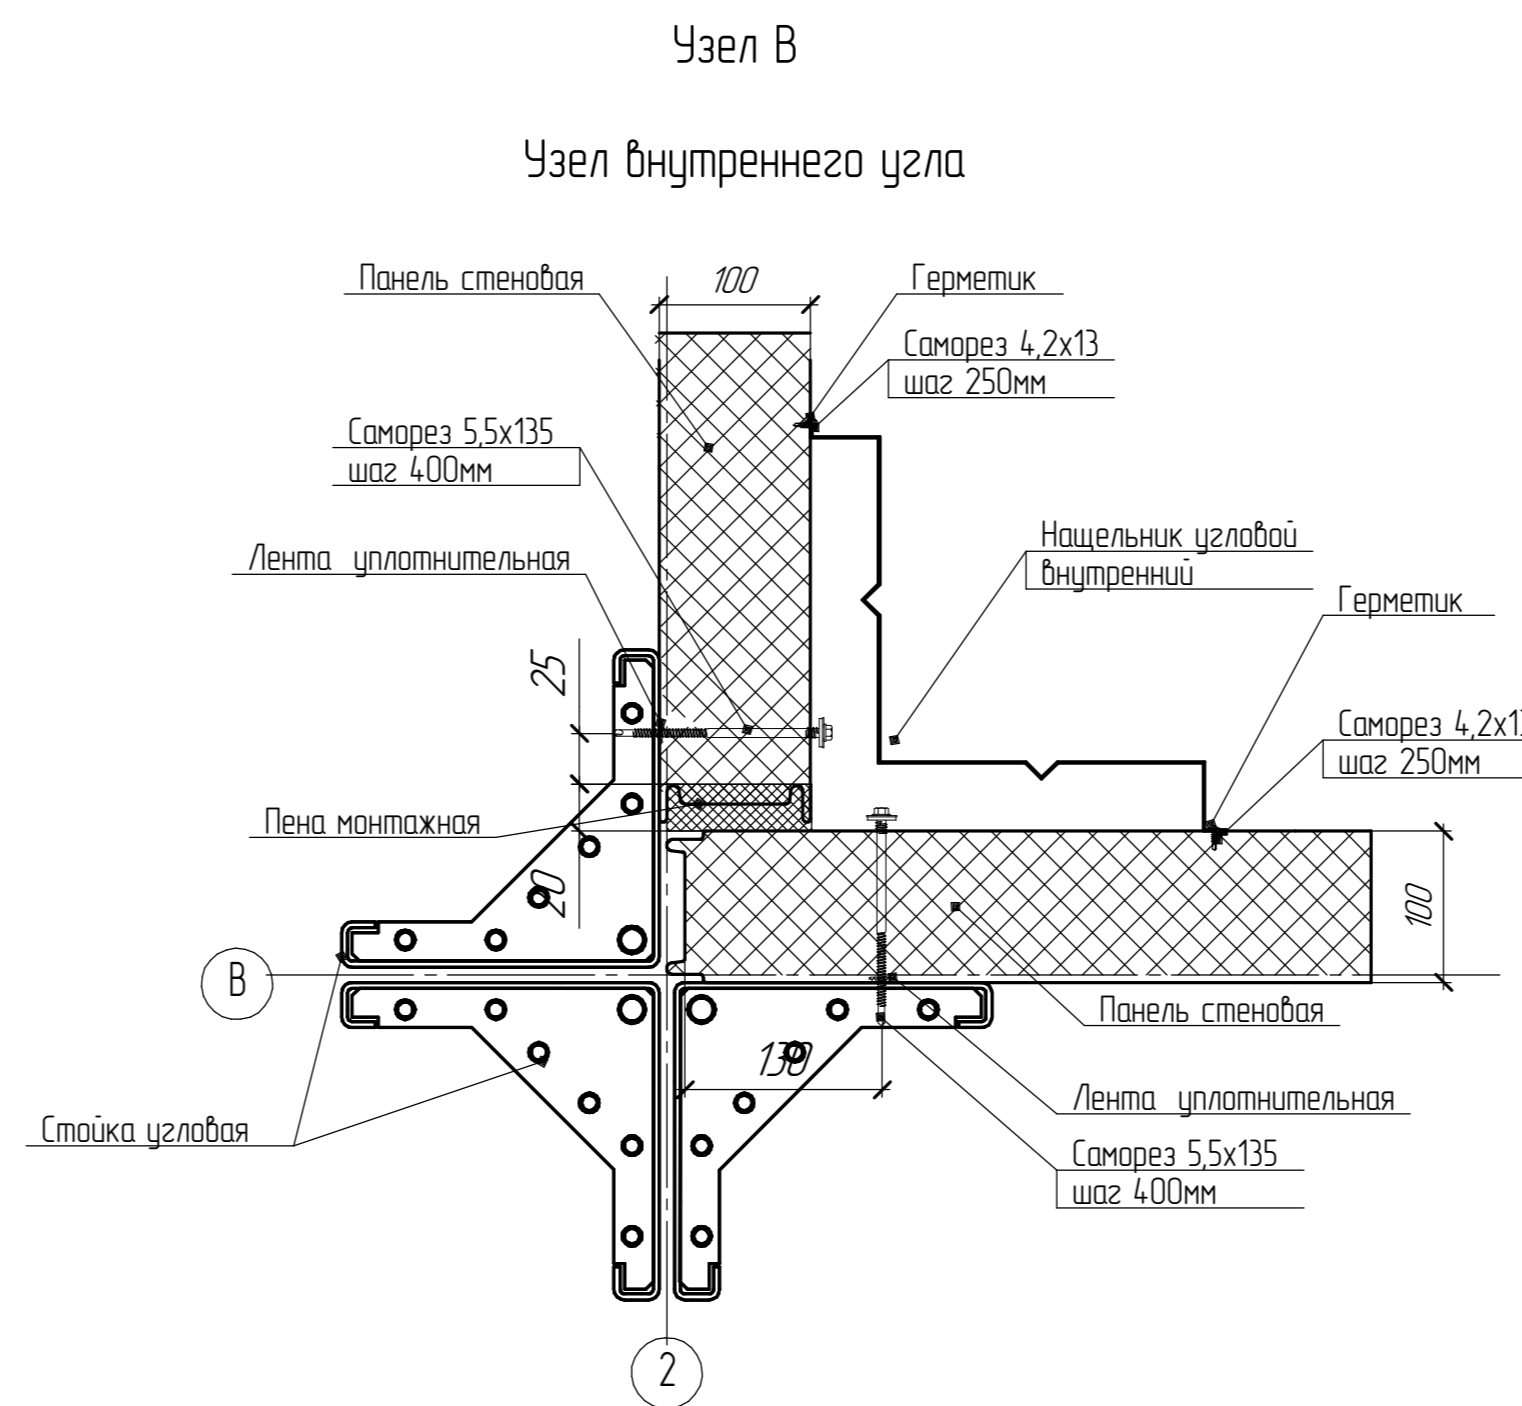 Узел В
Узел внутреннего угла
Панель стеновая
100
Герметик
Саморез 4,2х13
шаг 250мм
Саморез 5,5х135
шаг 400мм
Лента уплотнительная
Нащельник угловой
внутренний
Герметик
25
Саморез 4,2х1
шаг 250мм
Пена монтажная
20
100
В
Панель стеновая
130
Лента уплотнительная
Стойка угловая
Саморез 5,5х135
шаг 400мм
2